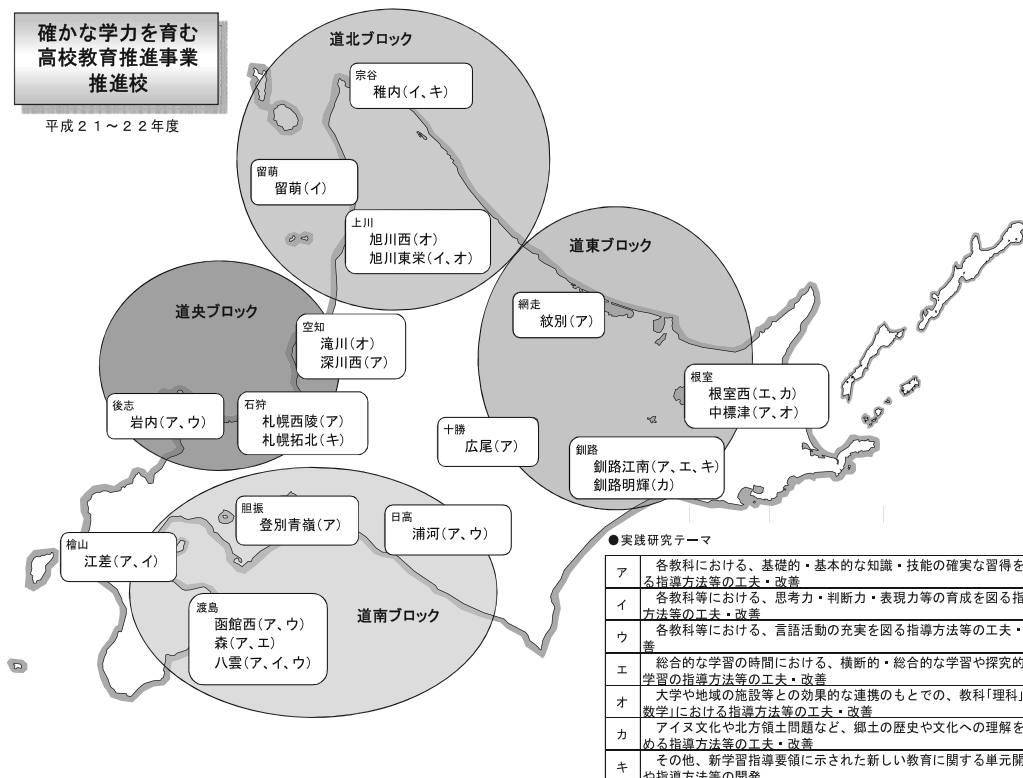 確かな学力を育む
高校教育推進事業
推進校
平成21~22年度
道北ブロック
宗谷
稚内(イ、キ)
留萌
留萌(イ)
上川
旭川西(オ)
旭川東栄(イ、オ)
道東ブロック
網走
紋別(ア)
根室
根室西(エ、カ)
中標津(ア、オ)
十勝
広尾(ア)
釧路
釧路江南(ア、エ、キ)
釧路明輝(カ)
道央ブロック
空知
滝川(オ)
深川西(ア)
後志
岩内(ア、ウ)
石狩
札幌西陵(ア)
札幌拓北(キ)
胆振
登別青嶺(ア)
日高
浦河(ア、ウ)
檜山
江差(ア、イ)
渡島
函館西(ア、ウ)
森(ア、エ)
八雲(ア、イ、ウ)
道南ブロック
●実践研究テーマ
ア 各教科における、基礎的・基本的な知識・技能の確実な習得を
る指導方法等の工夫・改善
イ 各教科等における、思考力・判断力・表現力等の育成を図る指
方法等の工夫・改善
ウ 各教科等における、言語活動の充実を図る指導方法等の工夫・
善
エ 総合的な学習の時間における、横断的・総合的な学習や探究的
学習の指導方法等の工夫・改善
オ 大学や地域の施設等との効果的な連携のもとでの、教科「理科」
数学」における指導方法等の工夫・改善
カ アイヌ文化や北方領土問題など、郷土の歴史や文化への理解を
める指導方法等の工夫・改善
キ その他、新学習指導要領に示された新しい教育に関する単元開
や指導方法等の開発